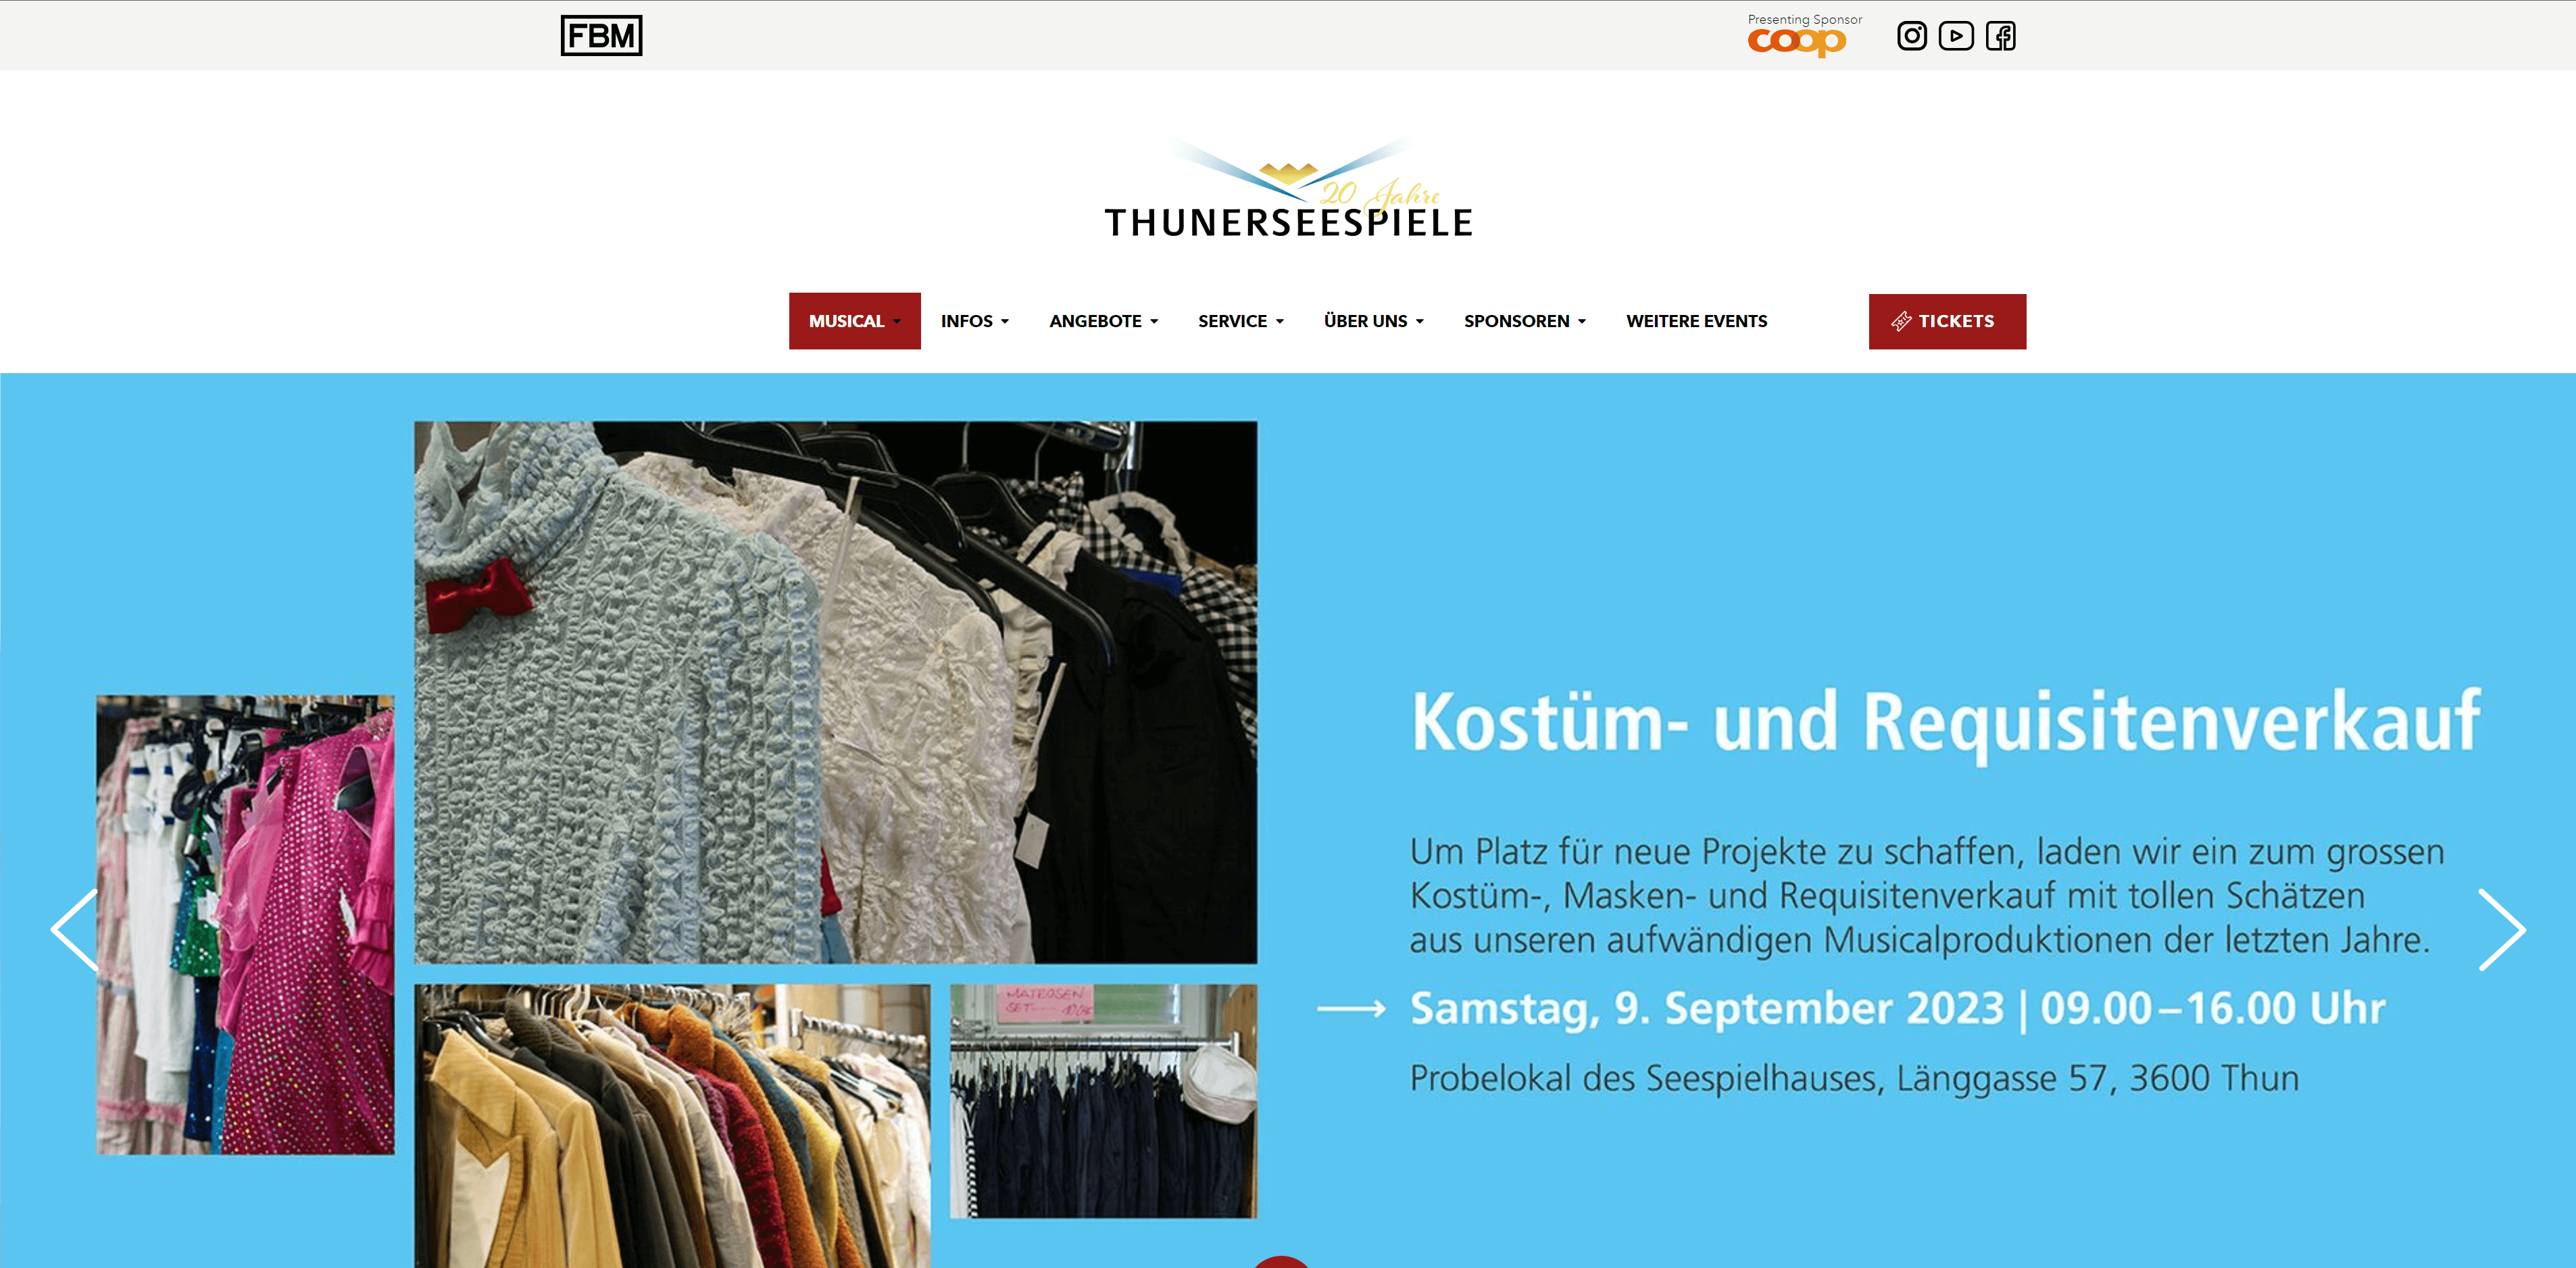 FBM
Presenting Sponsor
coop
20 Jahre
THUNERSEESPIELE
MUSICAL
INFOS
ANGEBOTE
SERVICE
ÜBER UNS
SPONSOREN
WEITERE EVENTS
TICKETS
Kostüm- und Requisitenverkauf
Um Platz für neue Projekte zu schaffen, laden wir ein zum grossen
Kostüm-, Masken- und Requisitenverkauf mit tollen Schätzen
aus unseren aufwändigen Musicalproduktionen der letzten Jahre.
Samstag, 9. September 2023 | 09.00–16.00 Uhr
Probelokal des Seespielhauses, Länggasse 57, 3600 Thun
MATROSEN
SET